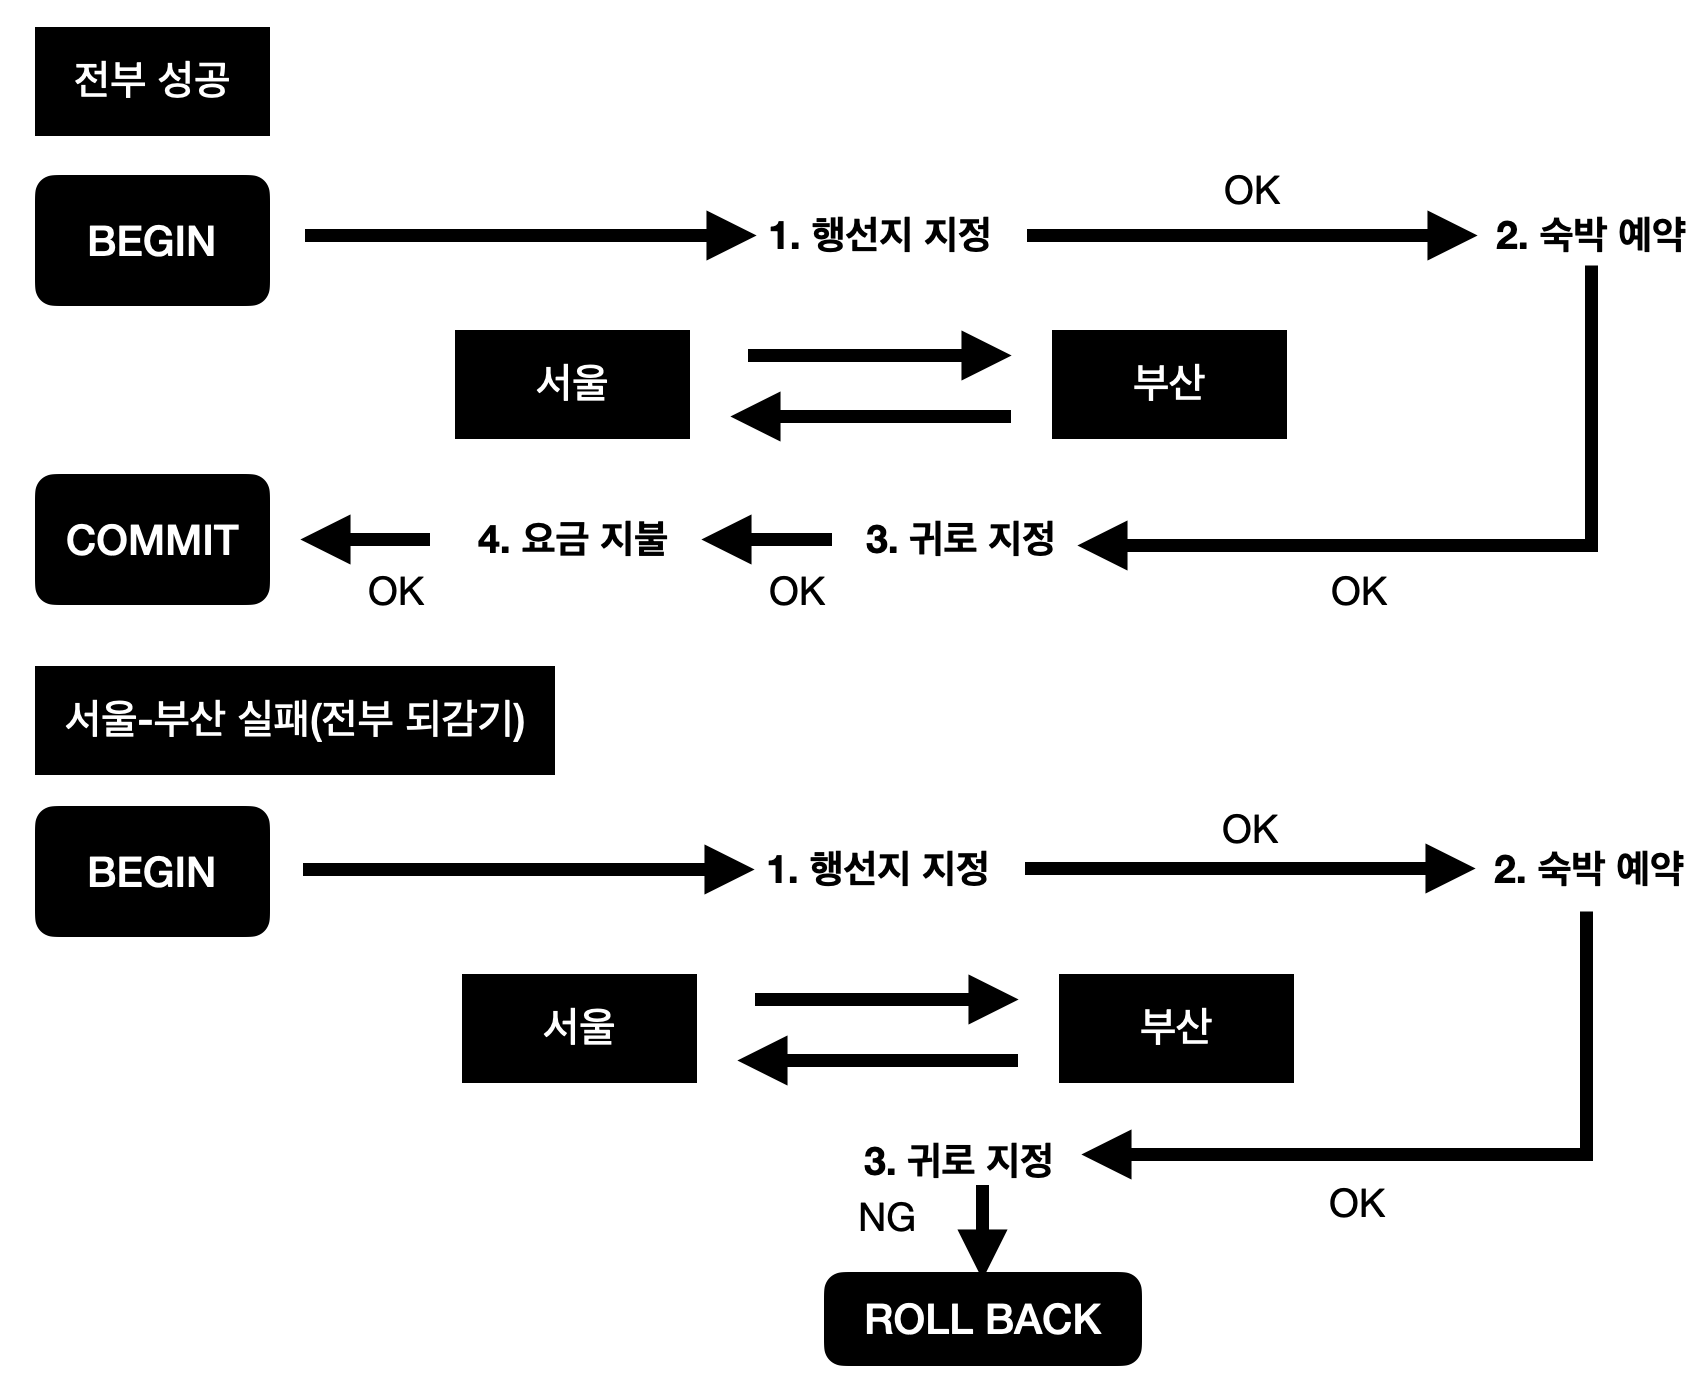 전부 성공
BEGIN
1. 행선지 지정
OK
2. 숙박 예약
서울
부산
COMMIT
OK
4. 요금 지불
OK
3. 귀로 지정
OK
서울-부산 실패(전부 되감기)
BEGIN
1. 행선지 지정
OK
2. 숙박 예약
서울
부산
3. 귀로 지정
OK
NG
ROLL BACK